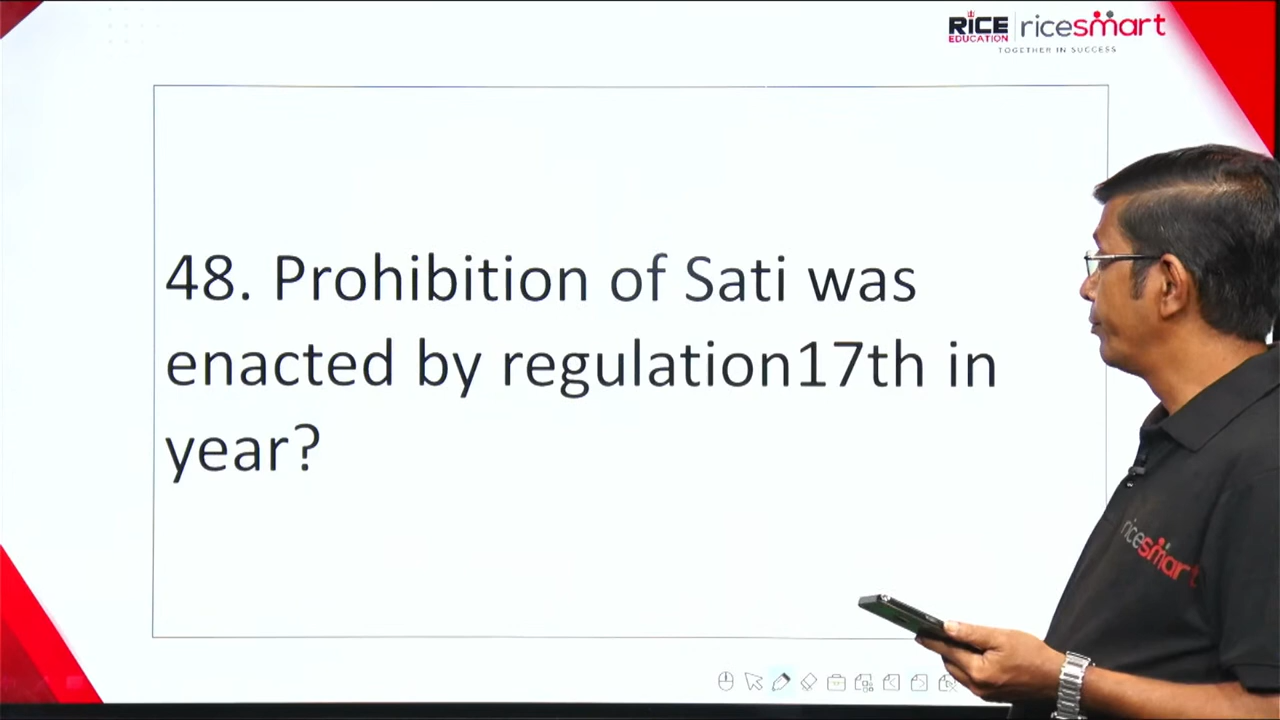 RICE
EDUCATION
ricesmart
TOGETHER IN SUCCESS
48. Prohibition of Sati was
enacted by regulation17th in
year?
ricesmart